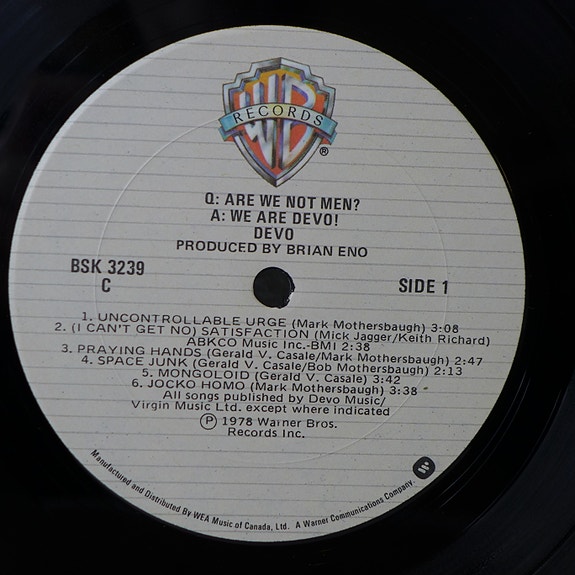 WB
RECORDS
®
Q: ARE WE NOT MEN?
A: WE ARE DEVO!
DEVO
PRODUCED BY BRIAN ENO
BSK 3239
C
SIDE 1
1. UNCONTROLLABLE URGE (Mark Mothersbaugh) 3:08
2. (I CAN'T GET NO) SATISFACTION (Mick Jagger/Keith Richard)
ABKCO Music Inc.-BMI 2:38
3. PRAYING HANDS (Gerald V. Casale/Mark Mothersbaugh) 2:47
4. SPACE JUNK (Gerald V. Casale/Bob Mothersbaugh) 2:13
5. MONGOLOID (Gerald V. Casale) 3:42
6. JOCKO HOMO (Mark Mothersbaugh) 3:38
All songs published by Devo Music/
Virgin Music Ltd. except where indicated
Ⓟ 1978 Warner Bros.
Records Inc.
Manufactured and Distributed By WEA Music of Canada, Ltd. A Warner Communications Company.